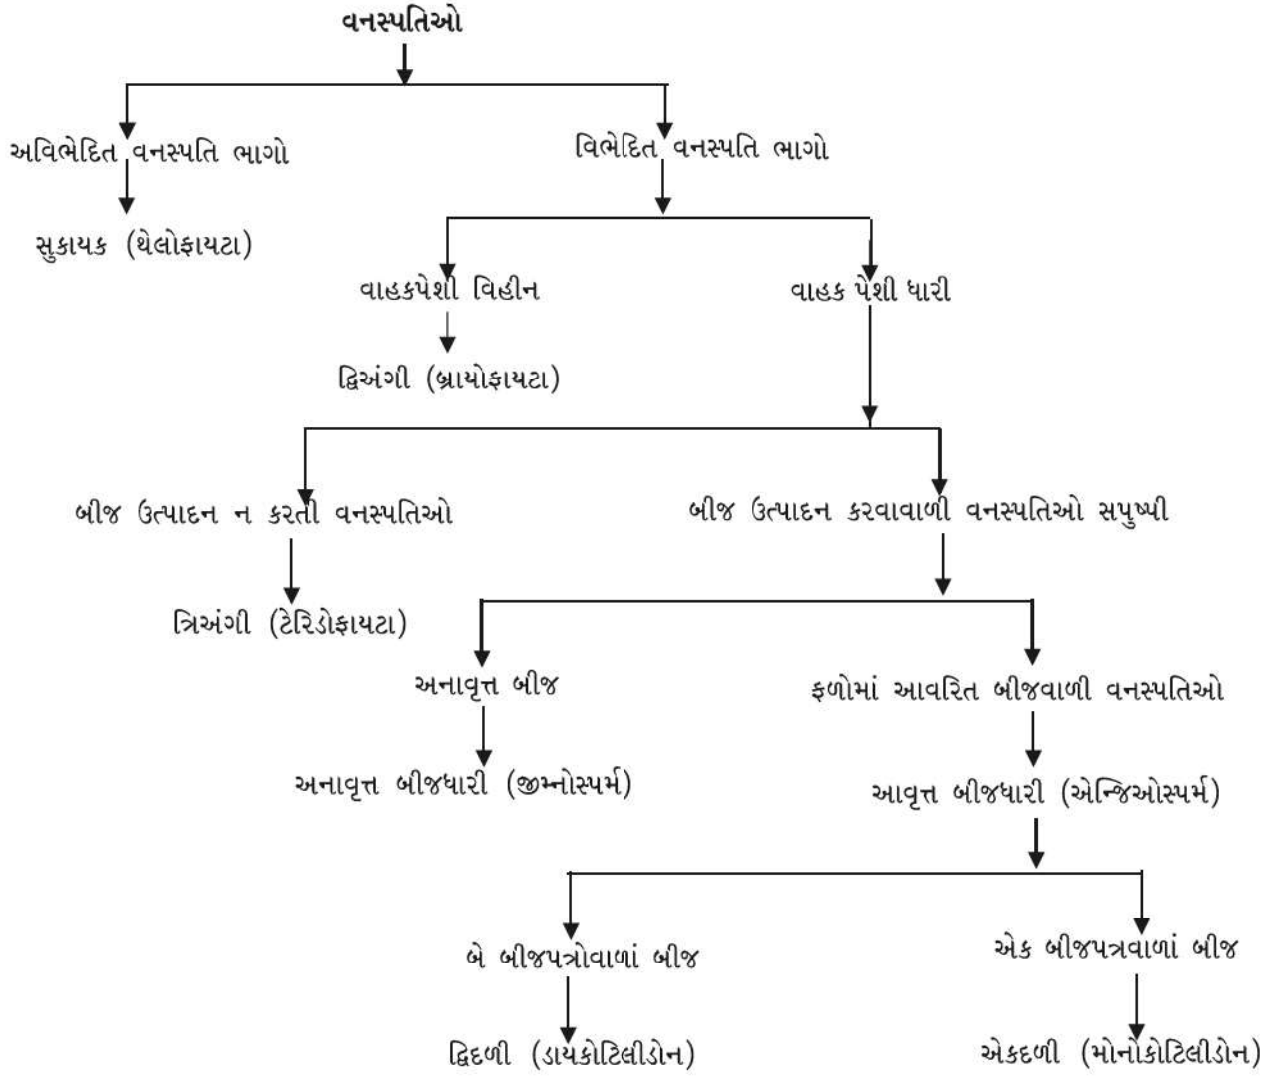 વનસ્પતિઓ
અવિભેદિત વનસ્પતિ ભાગો
વિભેદિત વનસ્પતિ ભાગો
સુકાયક (થેલોફાયટા)
વાહકપેશી વિહીન
વાહક પેશી ધારી
દ્વિઅંગી (બ્રાયોફાયટા)
બીજ ઉત્પાદન ન કરતી વનસ્પતિઓ
બીજ ઉત્પાદન કરવાવાળી વનસ્પતિઓ સપુષ્પી
ત્રિઅંગી (ટેરિડોફાયટા)
અનાવૃત્ત બીજ
ફળોમાં આવરિત બીજવાળી વનસ્પતિઓ
અનાવૃત્ત બીજધારી (જીમ્નોસ્પર્મ)
આવૃત્ત બીજધારી (એન્જિઓસ્પર્મ)
બે બીજપત્રોવાળાં બીજ
એક બીજપત્રવાળાં બીજ
દ્વિદળી (ડાયકોટિલીડોન)
એકદળી (મોનોકોટિલીડોન)